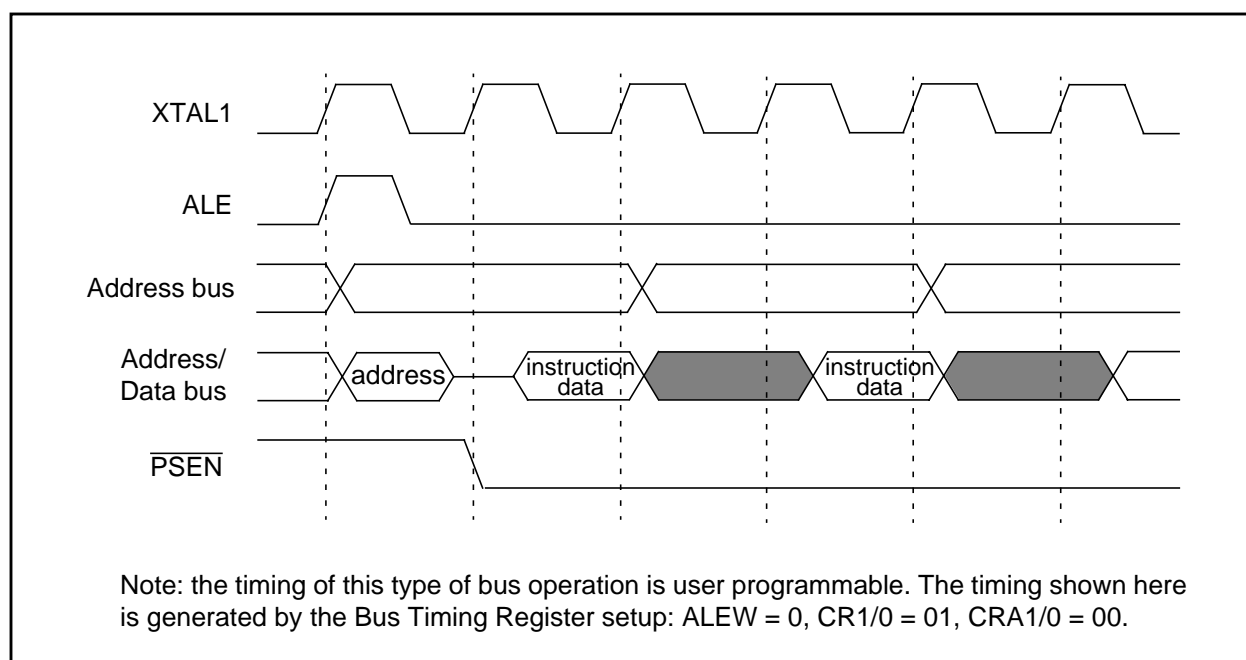 XTAL1
ALE
Address bus
Address/
Data bus
address
instruction
data
instruction
data
PSEN
Note: the timing of this type of bus operation is user programmable. The timing shown here
is generated by the Bus Timing Register setup: ALEW = 0, CR1/0 = 01, CRA1/0 = 00.